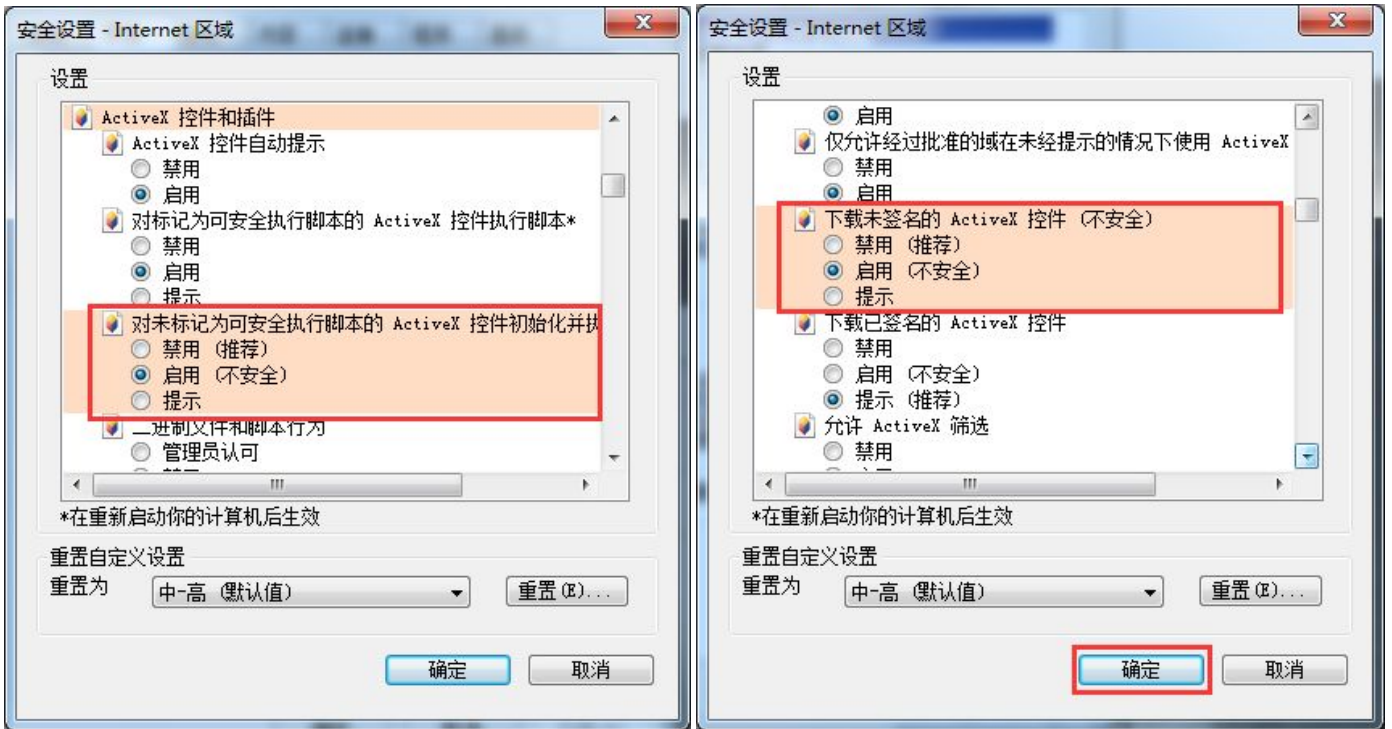 安全设置 - Internet 区域
设置
ActiveX 控件和插件
ActiveX 控件自动提示
禁用
启用
对标记为可安全执行脚本的 ActiveX 控件执行脚本*
禁用
启用
提示
对未标记为可安全执行脚本的 ActiveX 控件初始化并执
禁用（推荐）
启用（不安全）
提示
二进制文件和脚本行为
管理员认可
*在重新启动你的计算机后生效
重置自定义设置
重置为
中-高（默认值）
重置(E)...
确定
取消
安全设置 - Internet 区域
设置
启用
仅允许经过批准的域在未经提示的情况下使用 ActiveX
禁用
启用
下载未签名的 ActiveX 控件（不安全）
禁用（推荐）
启用（不安全）
提示
下载已签名的 ActiveX 控件
禁用
启用（不安全）
提示（推荐）
允许 ActiveX 筛选
禁用
*在重新启动你的计算机后生效
重置自定义设置
重置为
中-高（默认值）
重置(E)...
确定
取消